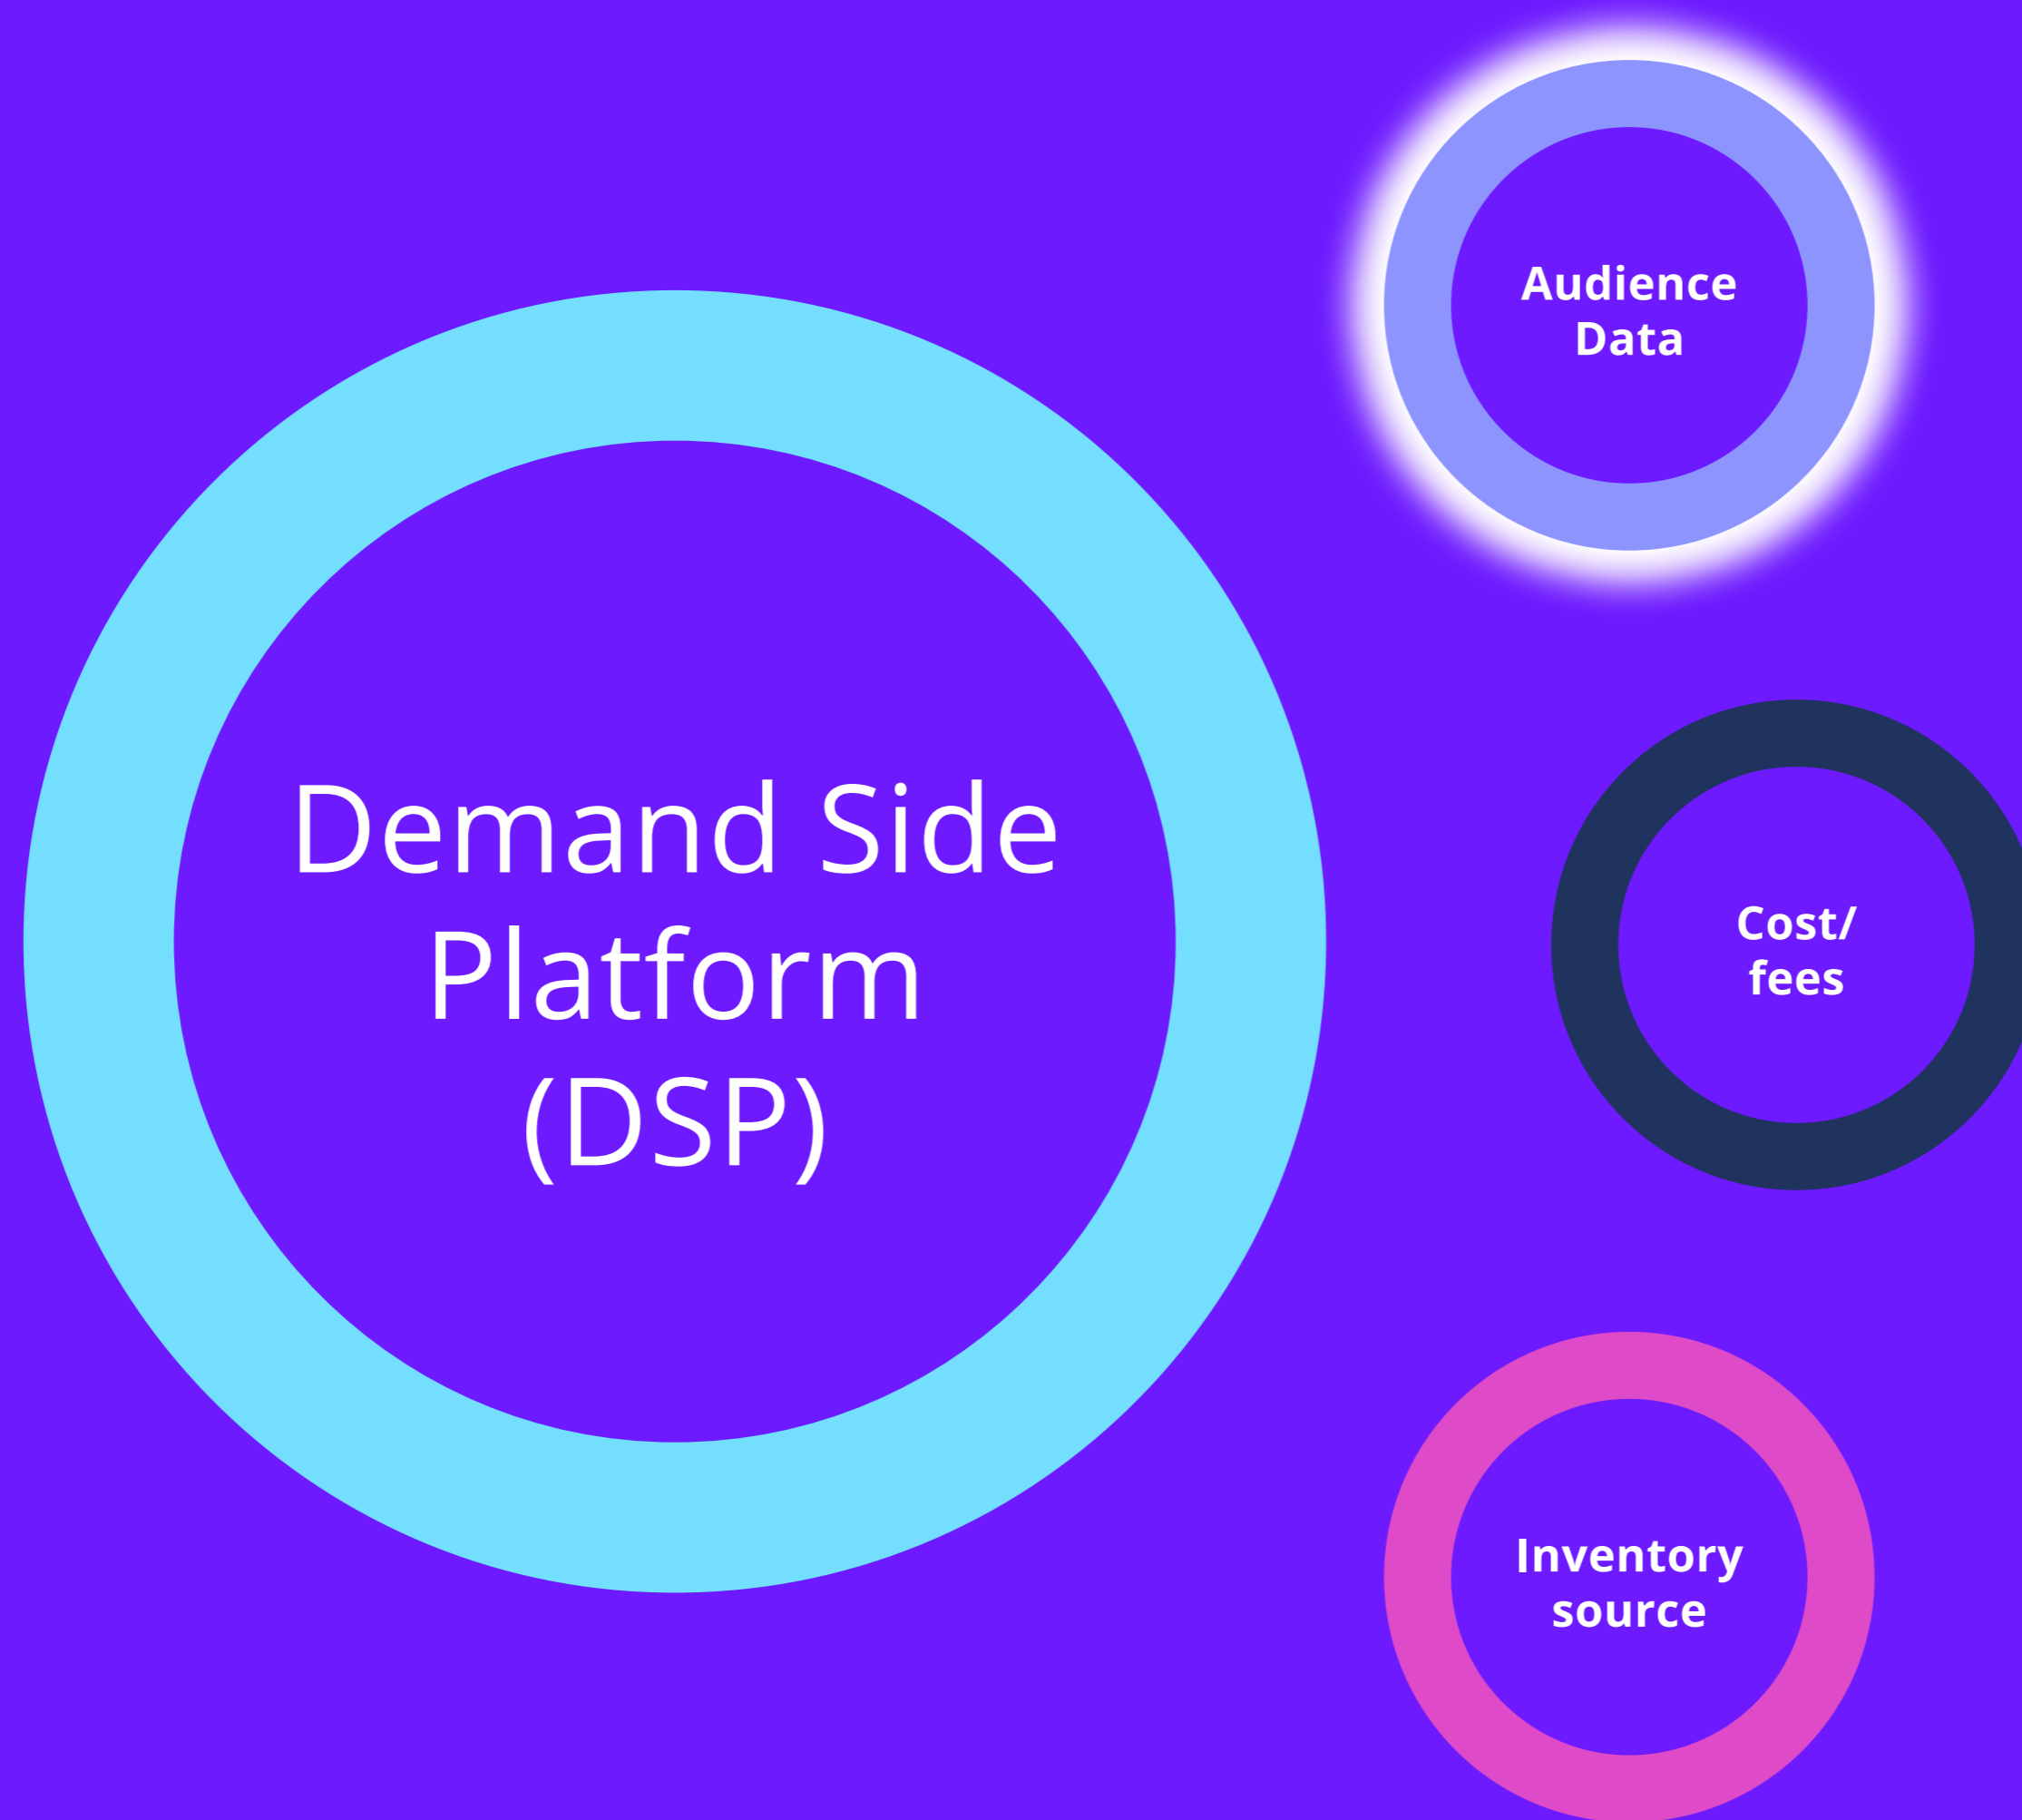 Demand Side
Platform
(DSP)
Audience
Data
Cost/
fees
Inventory
source